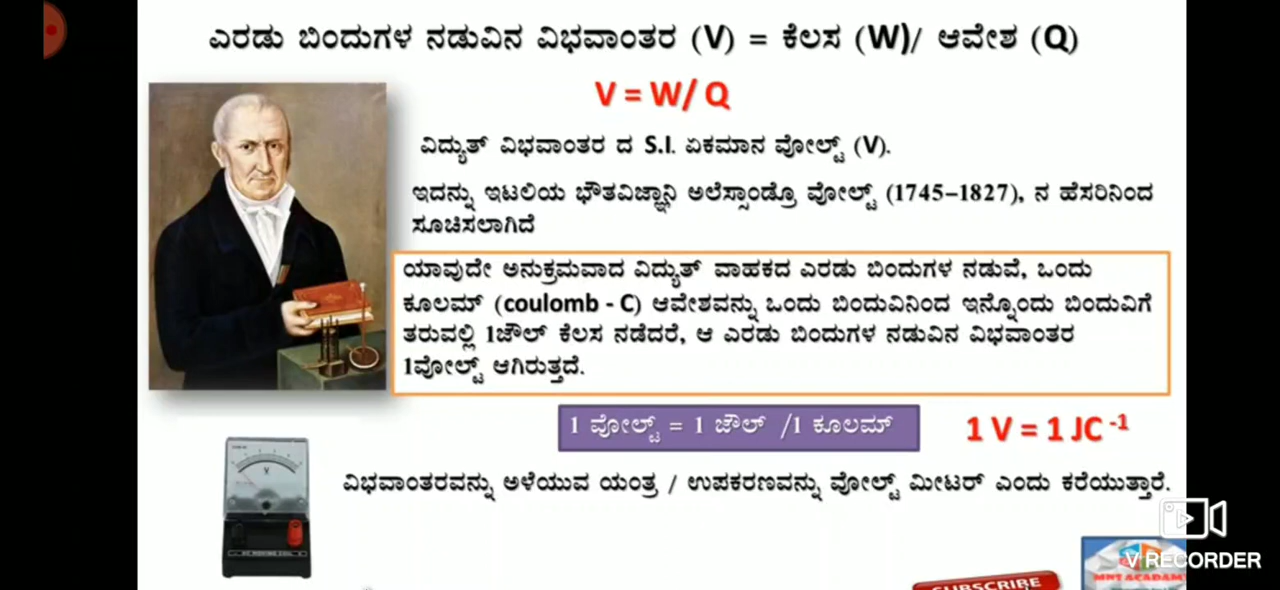 ಎರಡು ಬಿಂದುಗಳ ನಡುವಿನ ವಿಭವಾಂತರ (V) = ಕೆಲಸ (W)/ ಆವೇಶ (Q)
V = W/ Q
ವಿದ್ಯುತ್ ವಿಭವಾಂತರ ದ S.I. ಏಕಮಾನ ವೋಲ್ಟ್ (V).
ಇದನ್ನು ಇಟಲಿಯ ಭೌತವಿಜ್ಞಾನಿ ಅಲೆಸ್ಸಾಂಡ್ರೊ ವೋಲ್ಟ್ (1745–1827), ನ ಹೆಸರಿನಿಂದ
ಸೂಚಿಸಲಾಗಿದೆ
ಯಾವುದೇ ಅನುಕ್ರಮವಾದ ವಿದ್ಯುತ್ ವಾಹಕದ ಎರಡು ಬಿಂದುಗಳ ನಡುವೆ, ಒಂದು
ಕೂಲಮ್ (coulomb - C) ಆವೇಶವನ್ನು ಒಂದು ಬಿಂದುವಿನಿಂದ ಇನ್ನೊಂದು ಬಿಂದುವಿಗೆ
ತರುವಲ್ಲಿ 1ಜೌಲ್ ಕೆಲಸ ನಡೆದರೆ, ಆ ಎರಡು ಬಿಂದುಗಳ ನಡುವಿನ ವಿಭವಾಂತರ
1ವೋಲ್ಟ್ ಆಗಿರುತ್ತದೆ.
1 ವೋಲ್ಟ್ = 1 ಜೌಲ್ /1 ಕೂಲಮ್
1 V = 1 JC⁻¹
ವಿಭವಾಂತರವನ್ನು ಅಳೆಯುವ ಯಂತ್ರ / ಉಪಕರಣವನ್ನು ವೋಲ್ಟ್ ಮೀಟರ್ ಎಂದು ಕರೆಯುತ್ತಾರೆ.
V RECORDER
MNT ACADAMY
SUBSCRIBE